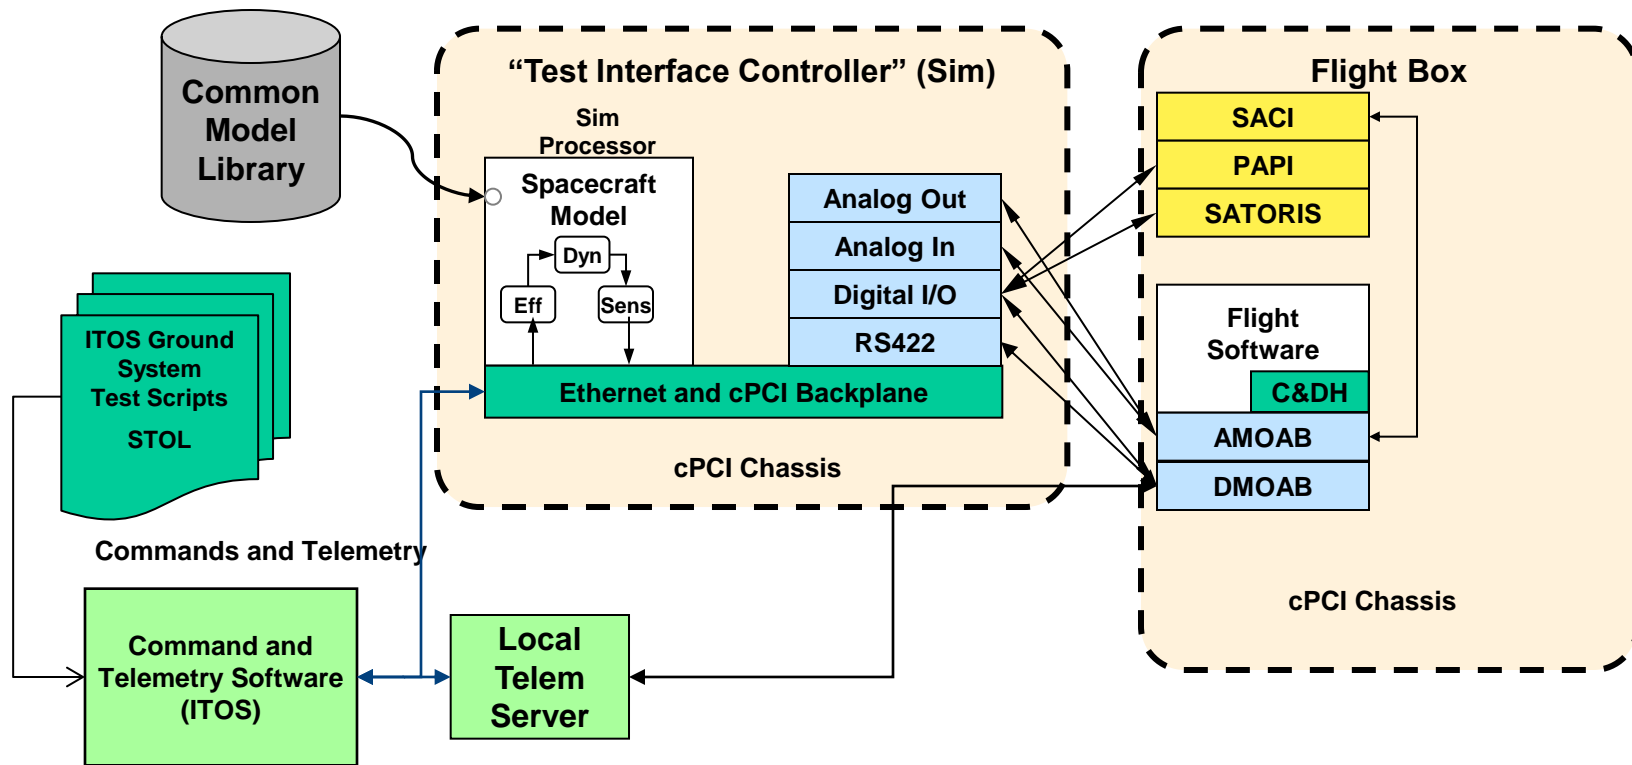 Common
Model
Library
“Test Interface Controller” (Sim)
Sim
Processor
Spacecraft
Model
Dyn
Eff
Sens
Analog Out
Analog In
Digital I/O
RS422
Ethernet and cPCI Backplane
cPCI Chassis
Flight Box
SACI
PAPI
SATORIS
Flight
Software
C&DH
AMOAB
DMOAB
cPCI Chassis
ITOS Ground
System
Test Scripts
STOL
Commands and Telemetry
Command and
Telemetry Software
(ITOS)
Local
Telem
Server